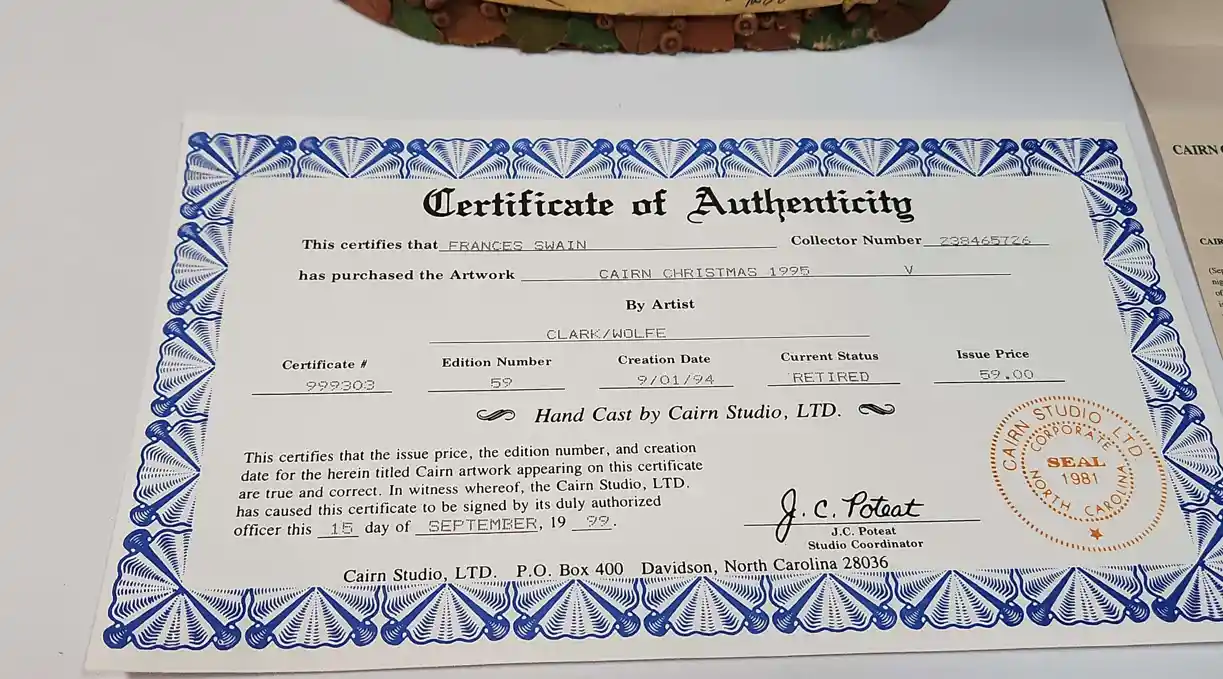 Certificate of Authenticity
This certifies that FRANCES SWAIN Collector Number 238465726
has purchased the Artwork CAIRN CHRISTMAS 1995 V
By Artist
CLARK/WOLFE
Certificate # Edition Number Creation Date Current Status Issue Price
999303 59 9/01/94 RETIRED 59.00
Hand Cast by Cairn Studio, LTD.
This certifies that the issue price, the edition number, and creation
date for the herein titled Cairn artwork appearing on this certificate
are true and correct. In witness whereof, the Cairn Studio, LTD.
has caused this certificate to be signed by its duly authorized
officer this 15 day of SEPTEMBER, 19 99.
J.C. Poteat
J.C. Poteat
Studio Coordinator
CAIRN STUDIO LTD.
CORPORATE
SEAL
1981
NORTH CAROLINA
Cairn Studio, LTD. P.O. Box 400 Davidson, North Carolina 28036
CAIRN